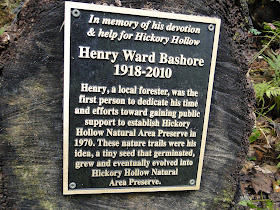 In memory of his devotion
& help for Hickory Hollow
Henry Ward Bashore
1918-2010
Henry, a local forester, was the
first person to dedicate his time
and efforts toward gaining public
support to establish Hickory
Hollow Natural Area Preserve in
1970. These nature trails were his
idea, a tiny seed that germinated,
grew and eventually evolved into
Hickory Hollow Natural
Area Preserve.